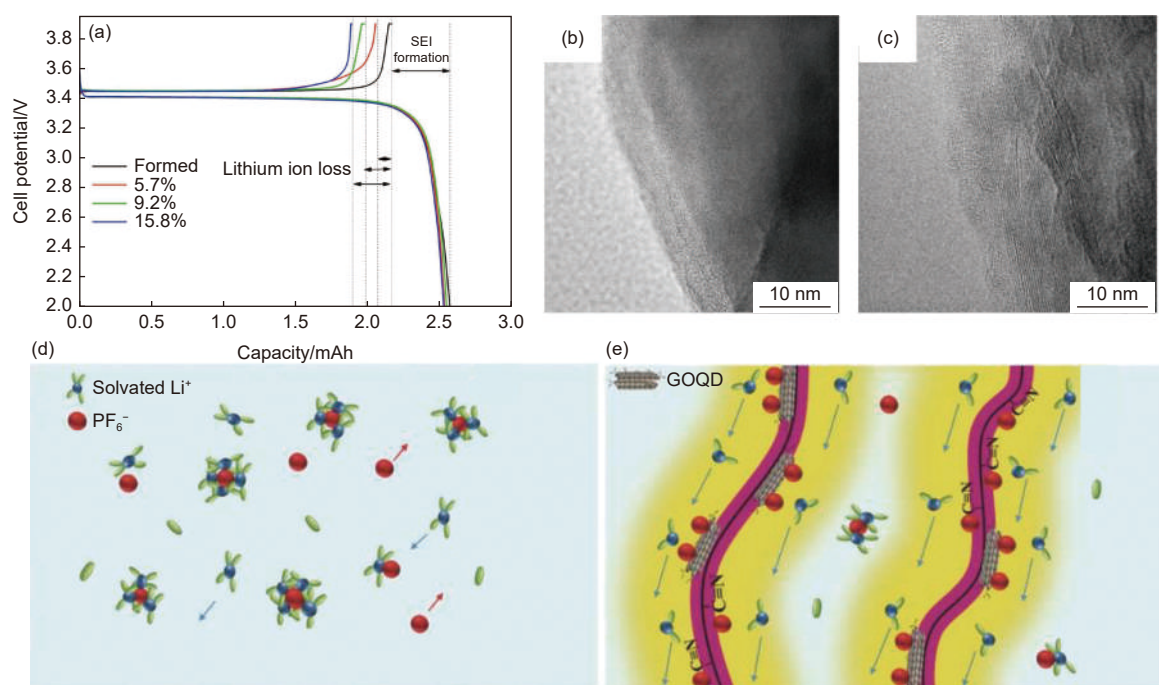 (a)
3.8
3.6
3.4
3.2
3.0
2.8
2.6
2.4
2.2
2.0
Cell potential/V
SEI
formation
Lithium ion loss
Formed
5.7%
9.2%
15.8%
0.0 0.5 1.0 1.5 2.0 2.5 3.0
Capacity/mAh
(b)
10 nm
(c)
10 nm
(d)
Solvated Li⁺
PF₆⁻
(e)
GOQD
C≡N
C≡N
C≡N
C≡N
C≡N